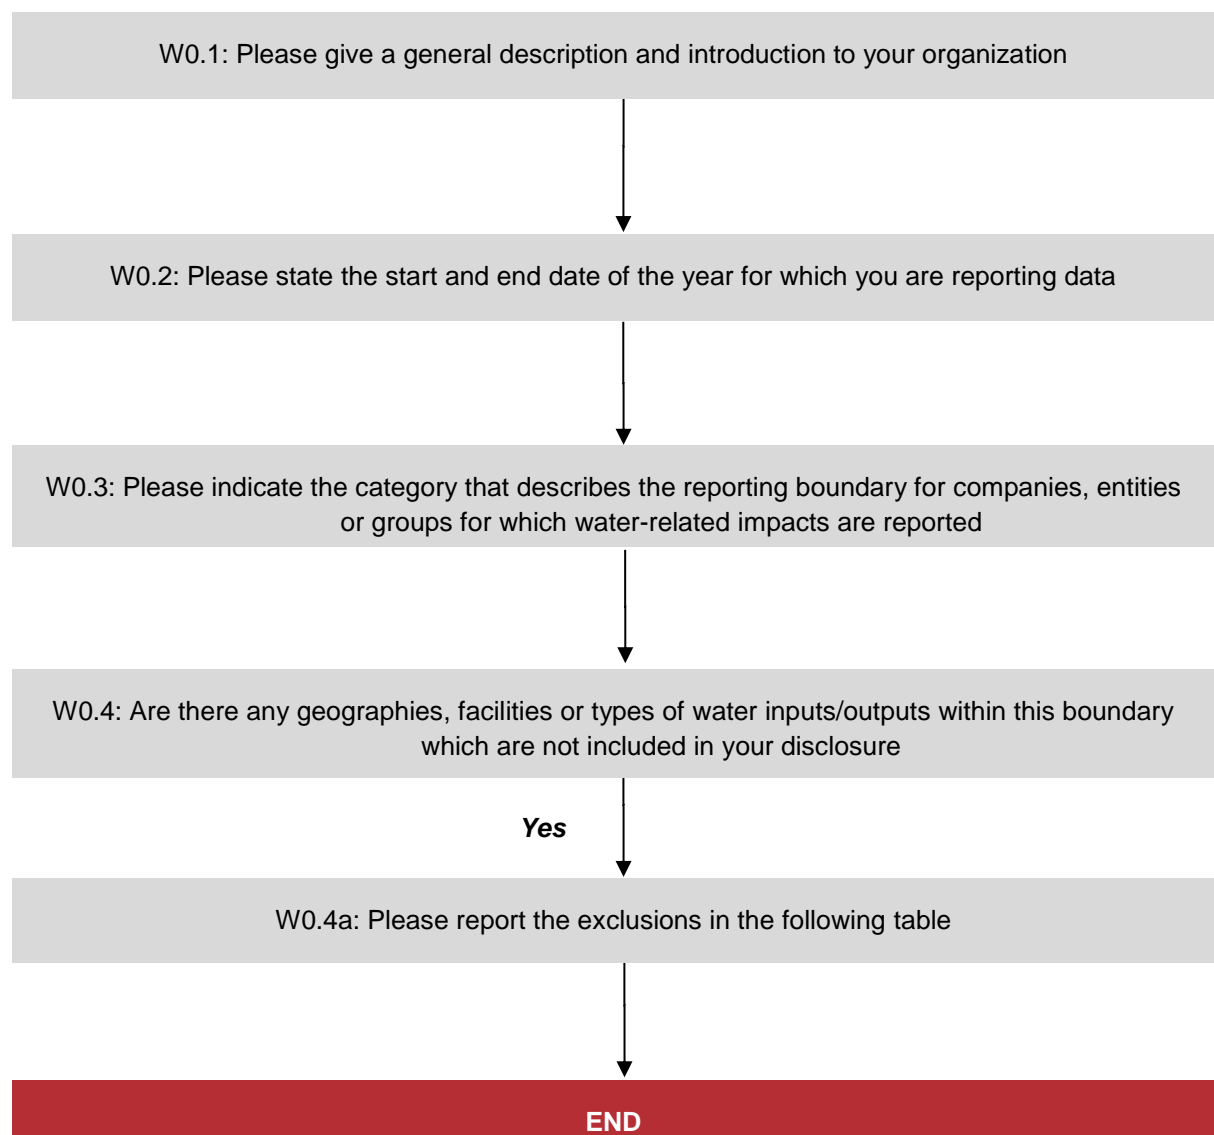 W0.1: Please give a general description and introduction to your organization
W0.2: Please state the start and end date of the year for which you are reporting data
W0.3: Please indicate the category that describes the reporting boundary for companies, entities
or groups for which water-related impacts are reported
W0.4: Are there any geographies, facilities or types of water inputs/outputs within this boundary
which are not included in your disclosure
Yes
W0.4a: Please report the exclusions in the following table
END